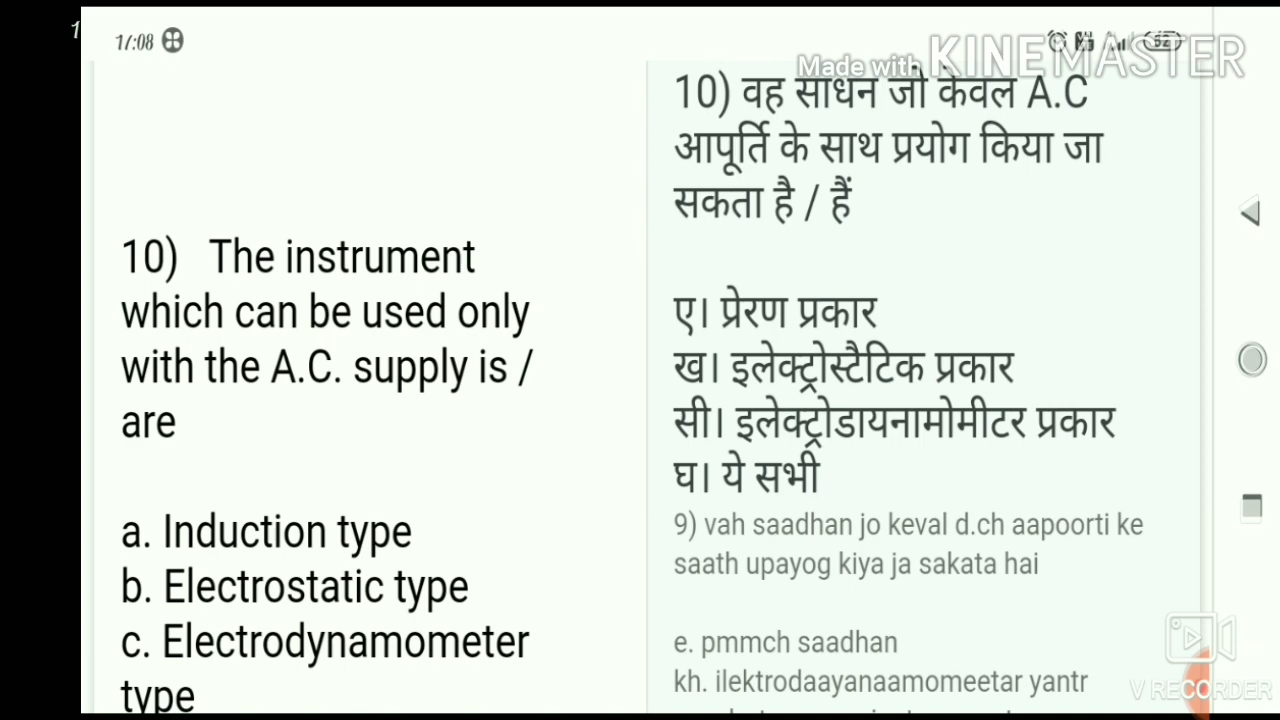 1
17:08
82
Made with KINEMASTER
10) The instrument
which can be used only
with the A.C. supply is /
are
a. Induction type
b. Electrostatic type
c. Electrodynamometer
type
10) वह साधन जो केवल A.C
आपूर्ति के साथ प्रयोग किया जा
सकता है / हैं
ए। प्रेरण प्रकार
ख। इलेक्ट्रोस्टैटिक प्रकार
सी। इलेक्ट्रोडायनामोमीटर प्रकार
घ। ये सभी
9) vah saadhan jo keval d.ch aapoorti ke
saath upayog kiya ja sakata hai
e. pmmch saadhan
kh. ilektrodaayanaamomeetar yantr
V RECORDER